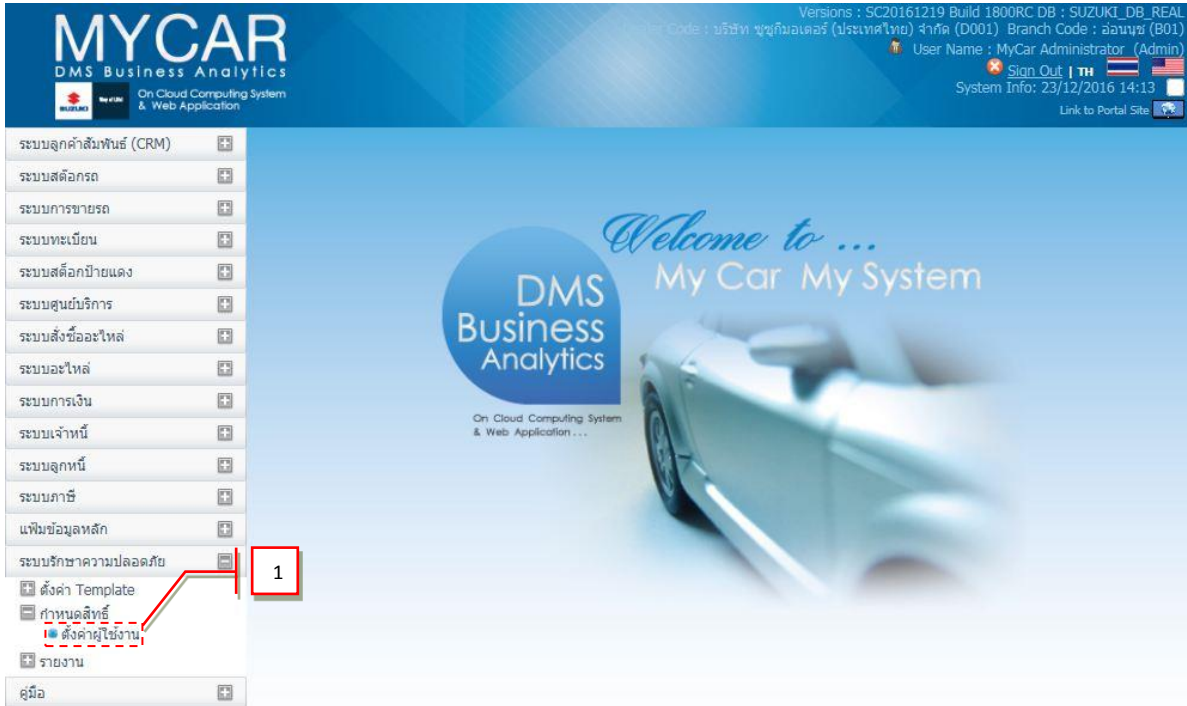 MYCAR
DMS Business Analytics
SUZUKI
Way of Life!
On Cloud Computing System
& Web Application
Versions : SC20161219 Build 1800RC DB : SUZUKI_DB_REAL
Code : บริษัท ซูซูกิมอเตอร์ (ประเทศไทย) จำกัด (D001) Branch Code : อ่อนนุช (B01)
User Name : MyCar Administrator (Admin)
Sign Out | TH
System Info: 23/12/2016 14:13
Link to Portal Site
ระบบลูกค้าสัมพันธ์ (CRM)
ระบบสต๊อกรถ
ระบบการขายรถ
ระบบทะเบียน
ระบบสต็อกป้ายแดง
ระบบศูนย์บริการ
ระบบสั่งซื้ออะไหล่
ระบบอะไหล่
ระบบการเงิน
ระบบเจ้าหนี้
ระบบลูกหนี้
ระบบภาษี
แฟ้มข้อมูลหลัก
ระบบรักษาความปลอดภัย
ตั้งค่า Template
กำหนดสิทธิ์
ตั้งค่าผู้ใช้งาน
รายงาน
คู่มือ
1
Welcome to ...
My Car My System
DMS
Business
Analytics
On Cloud Computing System
& Web Application ...